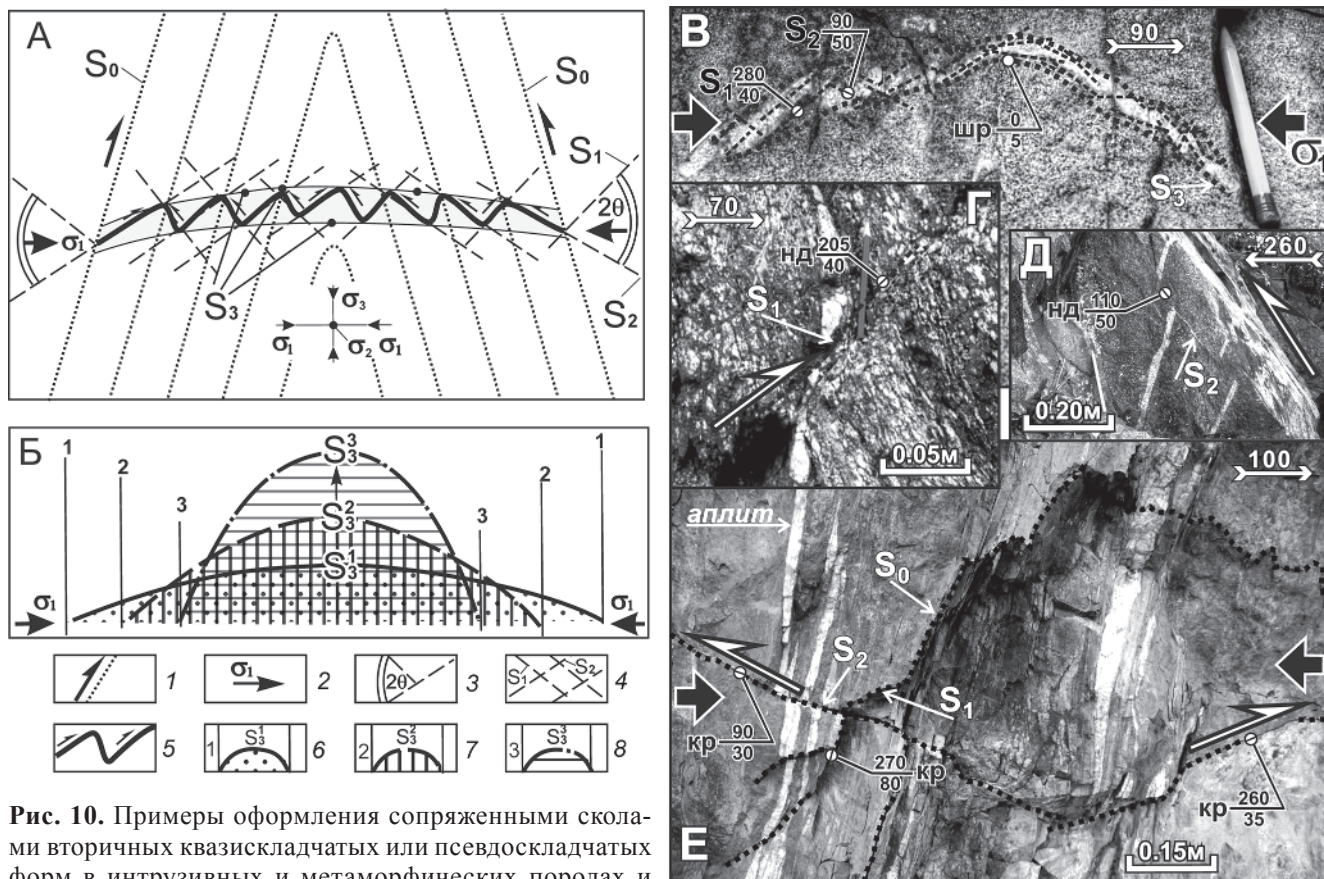 А
S₀
S₀
S₁
σ₁
2θ
σ₁
S₃
S₂
σ₃
σ₁
σ₂
σ₁
Б
1
2
3
S₃³
S₃²
S₃¹
3
2
1
σ₁
σ₁
1
σ₁
2
2θ
3
S₁
S₂
4
5
1
S₃¹
6
2
S₃²
7
3
S₃³
8
Рис. 10. Примеры оформления сопряженными скола-
ми вторичных квазискладчатых или псевдоскладчатых
форм в интрузивных и метаморфических породах и
В
S₂ 90/50
S₁ 280/40
90
шр 0/5
σ₁
S₃
Г
70
нд 205/40
S₁
0.05м
Д
260
нд 110/50
S₂
0.20м
Е
100
аплит
S₀
S₂
S₁
кр 90/30
270/80 кр
кр 260/35
0.15м